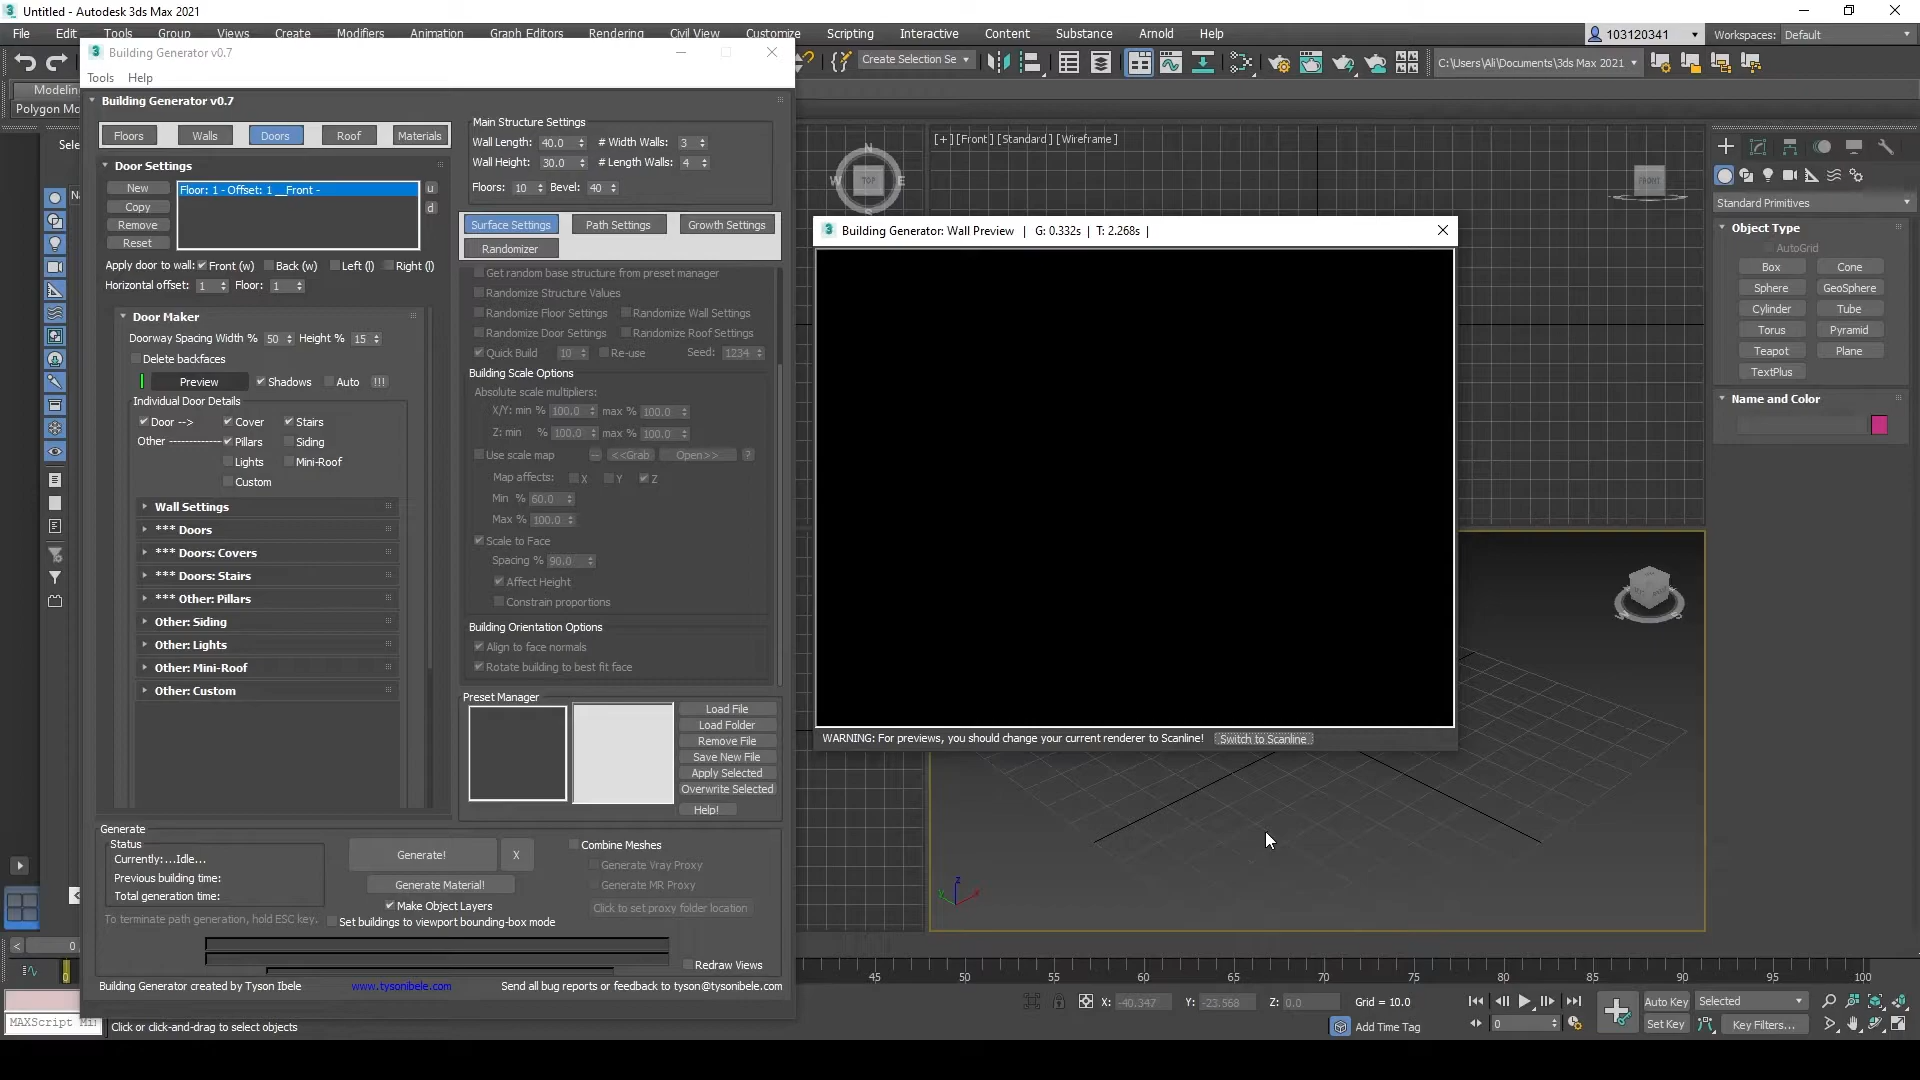 Untitled - Autodesk 3ds Max 2021
File Edit Tools Group Views Create Modifiers Animation Graph Editors Rendering Civil View Customize Scripting Interactive Content Substance Arnold Help
103120341 Workspaces: Default
Building Generator v0.7
Create Selection Se
C:\Users\Ali\Documents\3ds Max 2021
Tools Help
Modelin
Polygon Mo
Building Generator v0.7
Floors Walls Doors Roof Materials
Door Settings
New
Copy
Remove
Reset
Floor: 1 - Offset: 1 __Front -
u
d
Apply door to wall: Front (w) Back (w) Left (l) Right (l)
Horizontal offset: 1 Floor: 1
Door Maker
Doorway Spacing Width % 50 Height % 15
Delete backfaces
Preview Shadows Auto !!!
Individual Door Details
Door --> Cover Stairs
Other ------------- Pillars Siding
Lights Mini-Roof
Custom
Wall Settings
*** Doors
*** Doors: Covers
*** Doors: Stairs
*** Other: Pillars
Other: Siding
Other: Lights
Other: Mini-Roof
Other: Custom
Main Structure Settings
Wall Length: 40.0 # Width Walls: 3
Wall Height: 30.0 # Length Walls: 4
Floors: 10 Bevel: 40
Surface Settings Path Settings Growth Settings
Randomizer
Get random base structure from preset manager
Randomize Structure Values
Randomize Floor Settings Randomize Wall Settings
Randomize Door Settings Randomize Roof Settings
Quick Build 10 Re-use Seed: 1234
Building Scale Options
Absolute scale multipliers:
X/Y: min % 100.0 max % 100.0
Z: min % 100.0 max % 100.0
Use scale map -- <<Grab Open>> ?
Map affects: X Y Z
Min % 60.0
Max % 100.0
Scale to Face
Spacing % 90.0
Affect Height
Constrain proportions
Building Orientation Options
Align to face normals
Rotate building to best fit face
Preset Manager
Load File
Load Folder
Remove File
Save New File
Apply Selected
Overwrite Selected
Help!
Generate
Status
Currently: ...Idle...
Previous building time:
Total generation time:
To terminate path generation, hold ESC key.
Generate! X
Generate Material!
Make Object Layers
Set buildings to viewport bounding-box mode
Combine Meshes
Generate Vray Proxy
Generate MR Proxy
Click to set proxy folder location
Redraw Views
Building Generator created by Tyson Ibele www.tysonibele.com Send all bug reports or feedback to tyson@tysonibele.com
Sele
N
[+] [Front] [Standard] [Wireframe]
N
W TOP E
S
FRONT
Building Generator: Wall Preview | G: 0.332s | T: 2.268s |
WARNING: For previews, you should change your current renderer to Scanline! Switch to Scanline
z
y x
Standard Primitives
Object Type
AutoGrid
Box Cone
Sphere GeoSphere
Cylinder Tube
Torus Pyramid
Teapot Plane
TextPlus
Name and Color
< 0
0
45 50 55 60 65 70 75 80 85 90 95 100
MAXScript Mi
Click or click-and-drag to select objects
X: -40.347 Y: -23.568 Z: 0.0 Grid = 10.0
Add Time Tag
0
Auto Key Selected
Set Key Key Filters...